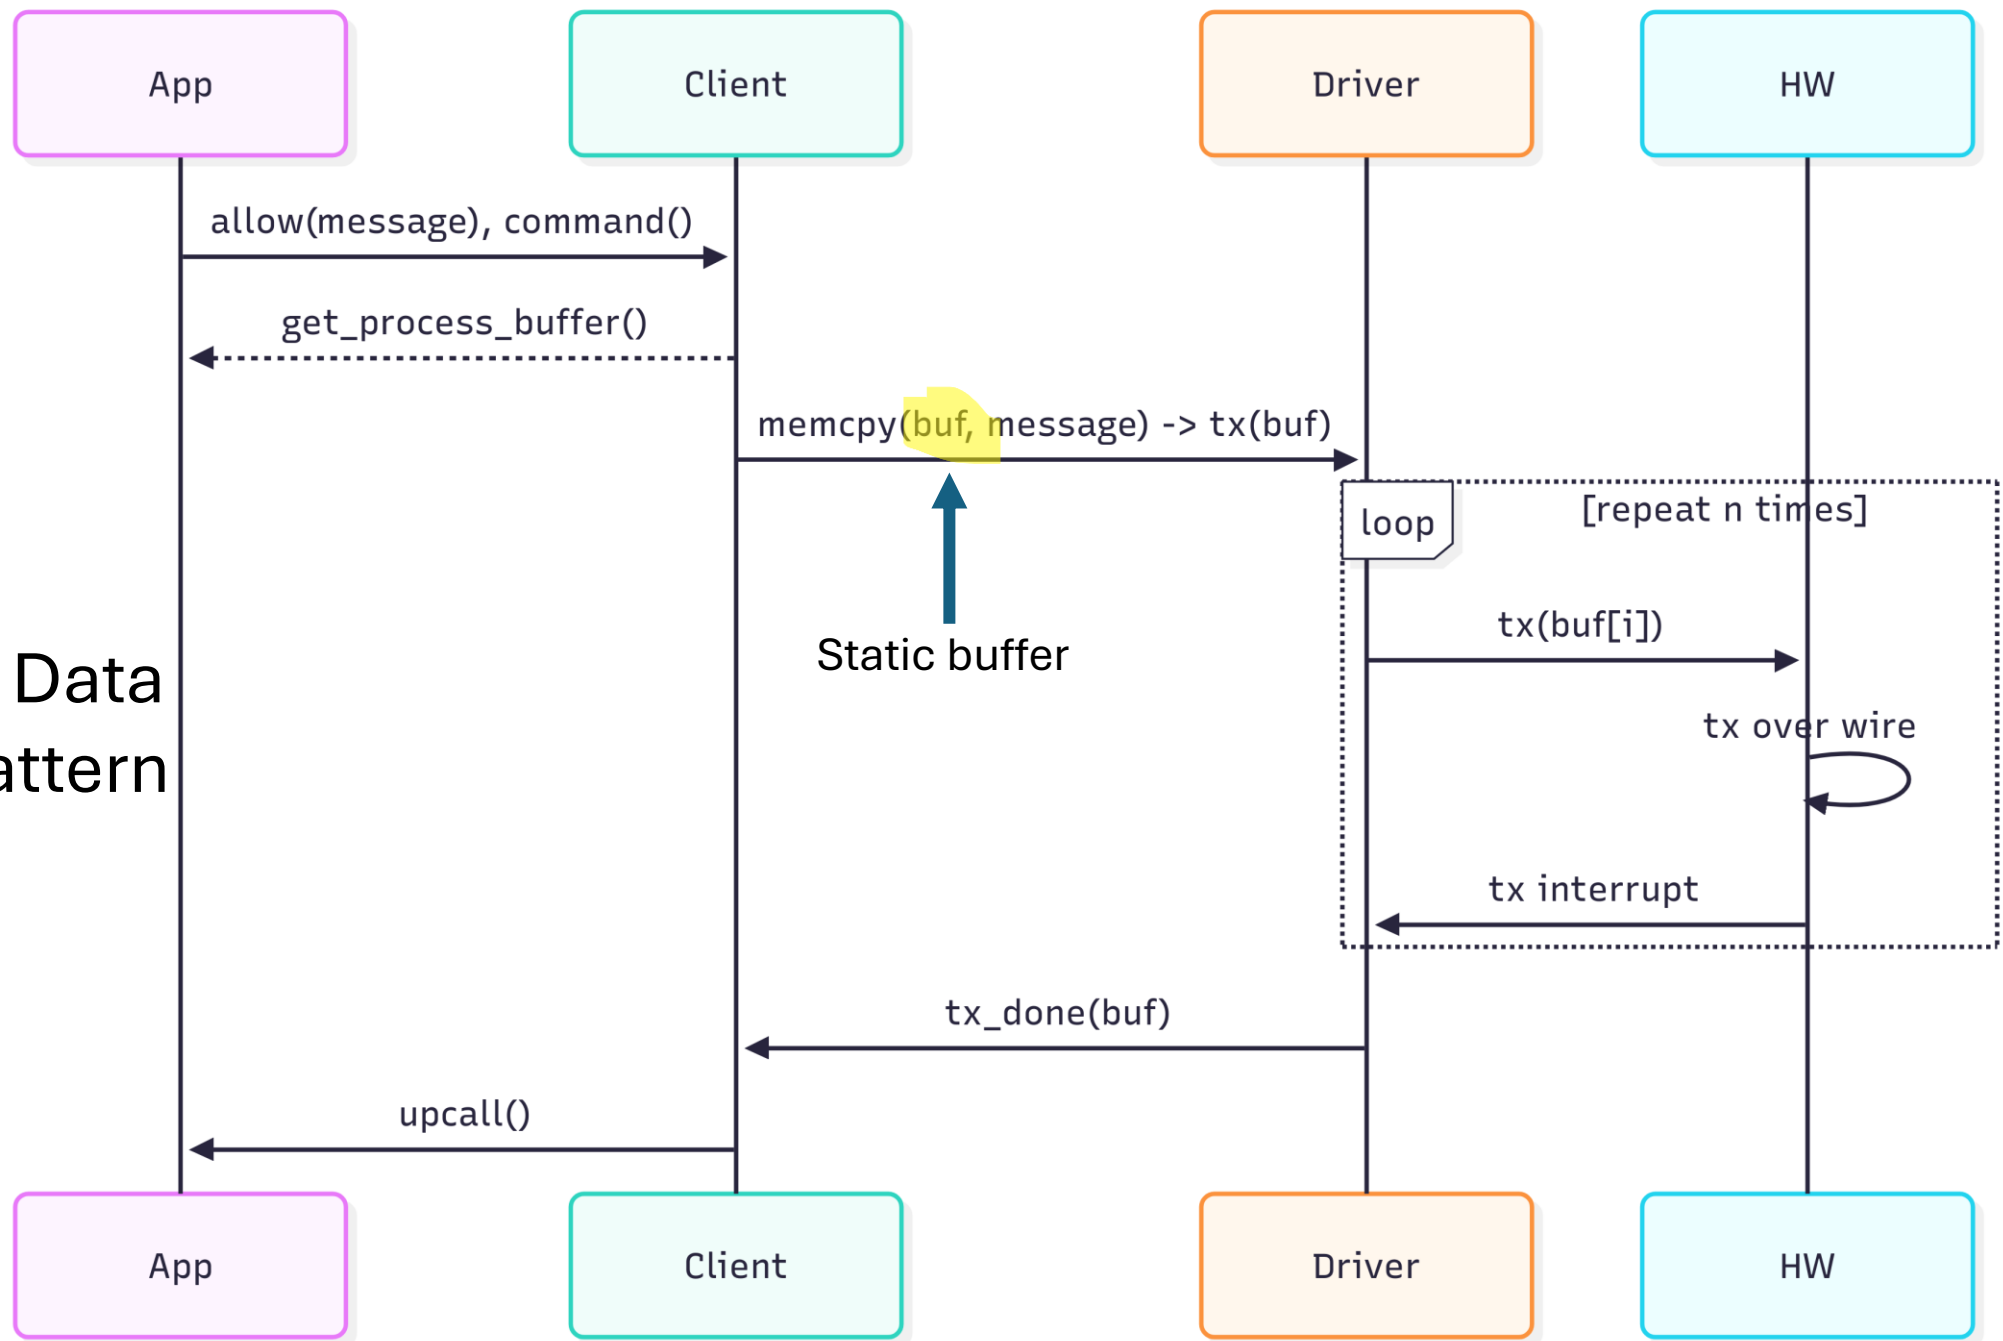 App
Client
Driver
HW
allow(message), command()
get_process_buffer()
memcpy(buf, message) -> tx(buf)
loop
[repeat n times]
Static buffer
tx(buf[i])
Data
attern
tx over wire
tx interrupt
tx_done(buf)
upcall()
App
Client
Driver
HW